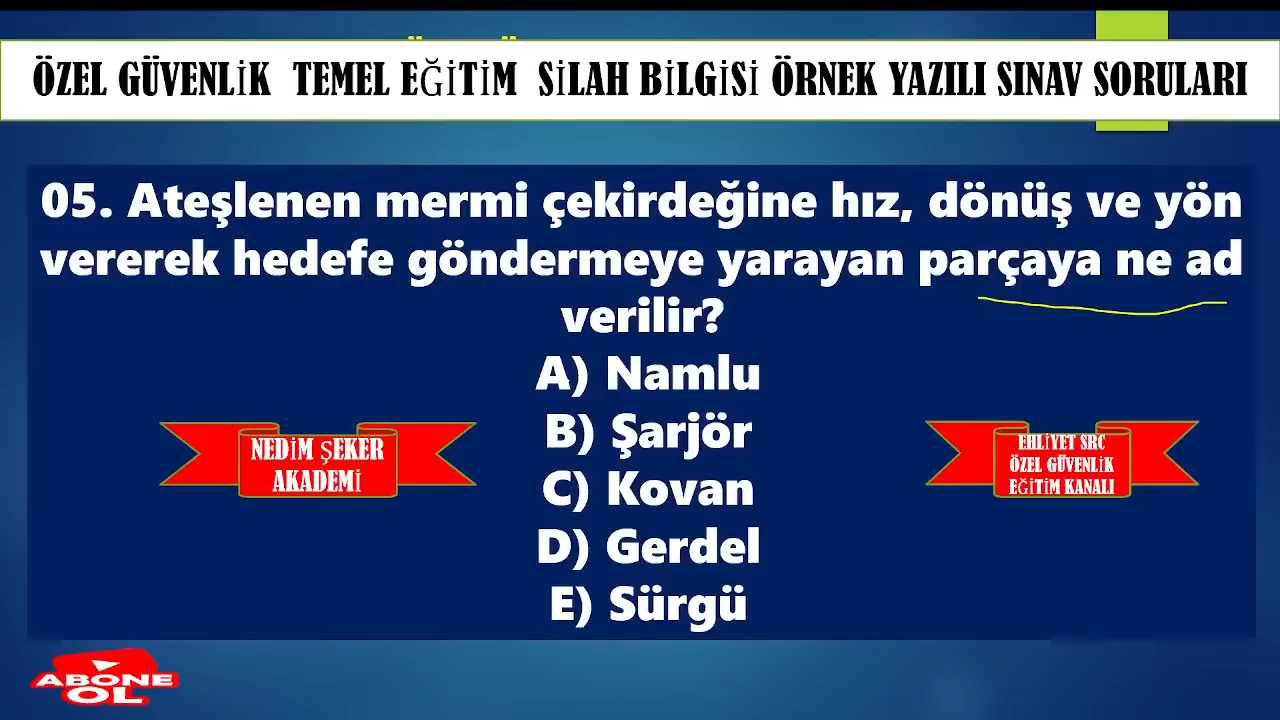 ÖZEL GÜVENLİK TEMEL EĞİTİM SİLAH BİLGİSİ ÖRNEK YAZILI SINAV SORULARI
05. Ateşlenen mermi çekirdeğine hız, dönüş ve yön
vererek hedefe göndermeye yarayan parçaya ne ad
verilir?
A) Namlu
B) Şarjör
C) Kovan
D) Gerdel
E) Sürgü
NEDİM ŞEKER
AKADEMİ
EHLİYET SRC
ÖZEL GÜVENLİK
EĞİTİM KANALI
ABONE
OL